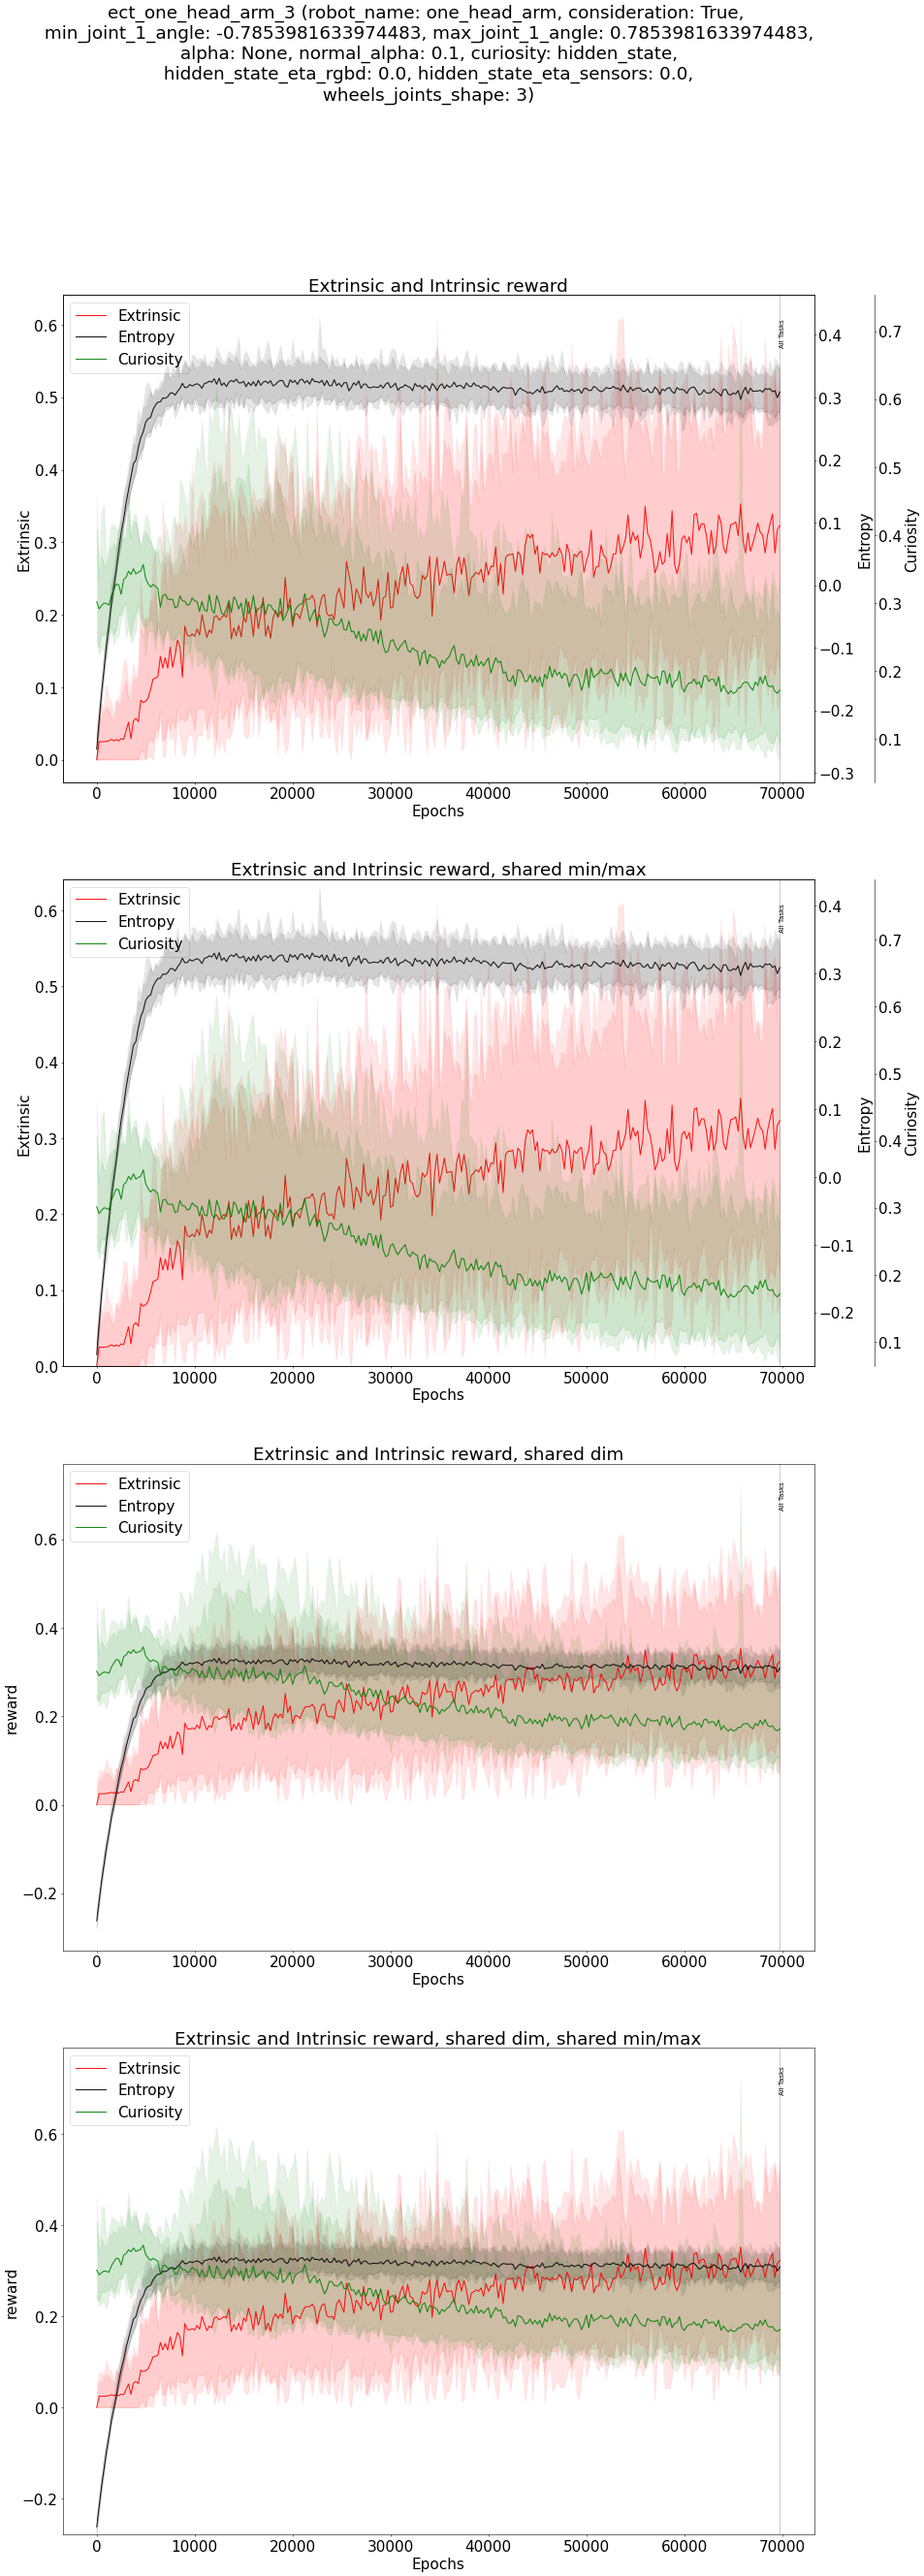 ect_one_head_arm_3 (robot_name: one_head_arm, consideration: True,
min_joint_1_angle: -0.7853981633974483, max_joint_1_angle: 0.7853981633974483,
alpha: None, normal_alpha: 0.1, curiosity: hidden_state,
hidden_state_eta_rgbd: 0.0, hidden_state_eta_sensors: 0.0,
wheels_joints_shape: 3)
Extrinsic and Intrinsic reward
Extrinsic
Entropy
Curiosity
All Tasks
0.6
0.5
0.4
0.3
0.2
0.1
0.0
Extrinsic
0.4
0.3
0.2
0.1
0.0
−0.1
−0.2
−0.3
Entropy
0.7
0.6
0.5
0.4
0.3
0.2
0.1
Curiosity
0 10000 20000 30000 40000 50000 60000 70000
Epochs
Extrinsic and Intrinsic reward, shared min/max
Extrinsic
Entropy
Curiosity
All Tasks
0.6
0.5
0.4
0.3
0.2
0.1
0.0
Extrinsic
0.4
0.3
0.2
0.1
0.0
−0.1
−0.2
Entropy
0.7
0.6
0.5
0.4
0.3
0.2
0.1
Curiosity
0 10000 20000 30000 40000 50000 60000 70000
Epochs
Extrinsic and Intrinsic reward, shared dim
Extrinsic
Entropy
Curiosity
All Tasks
0.6
0.4
0.2
0.0
−0.2
reward
0 10000 20000 30000 40000 50000 60000 70000
Epochs
Extrinsic and Intrinsic reward, shared dim, shared min/max
Extrinsic
Entropy
Curiosity
All Tasks
0.6
0.4
0.2
0.0
−0.2
reward
0 10000 20000 30000 40000 50000 60000 70000
Epochs